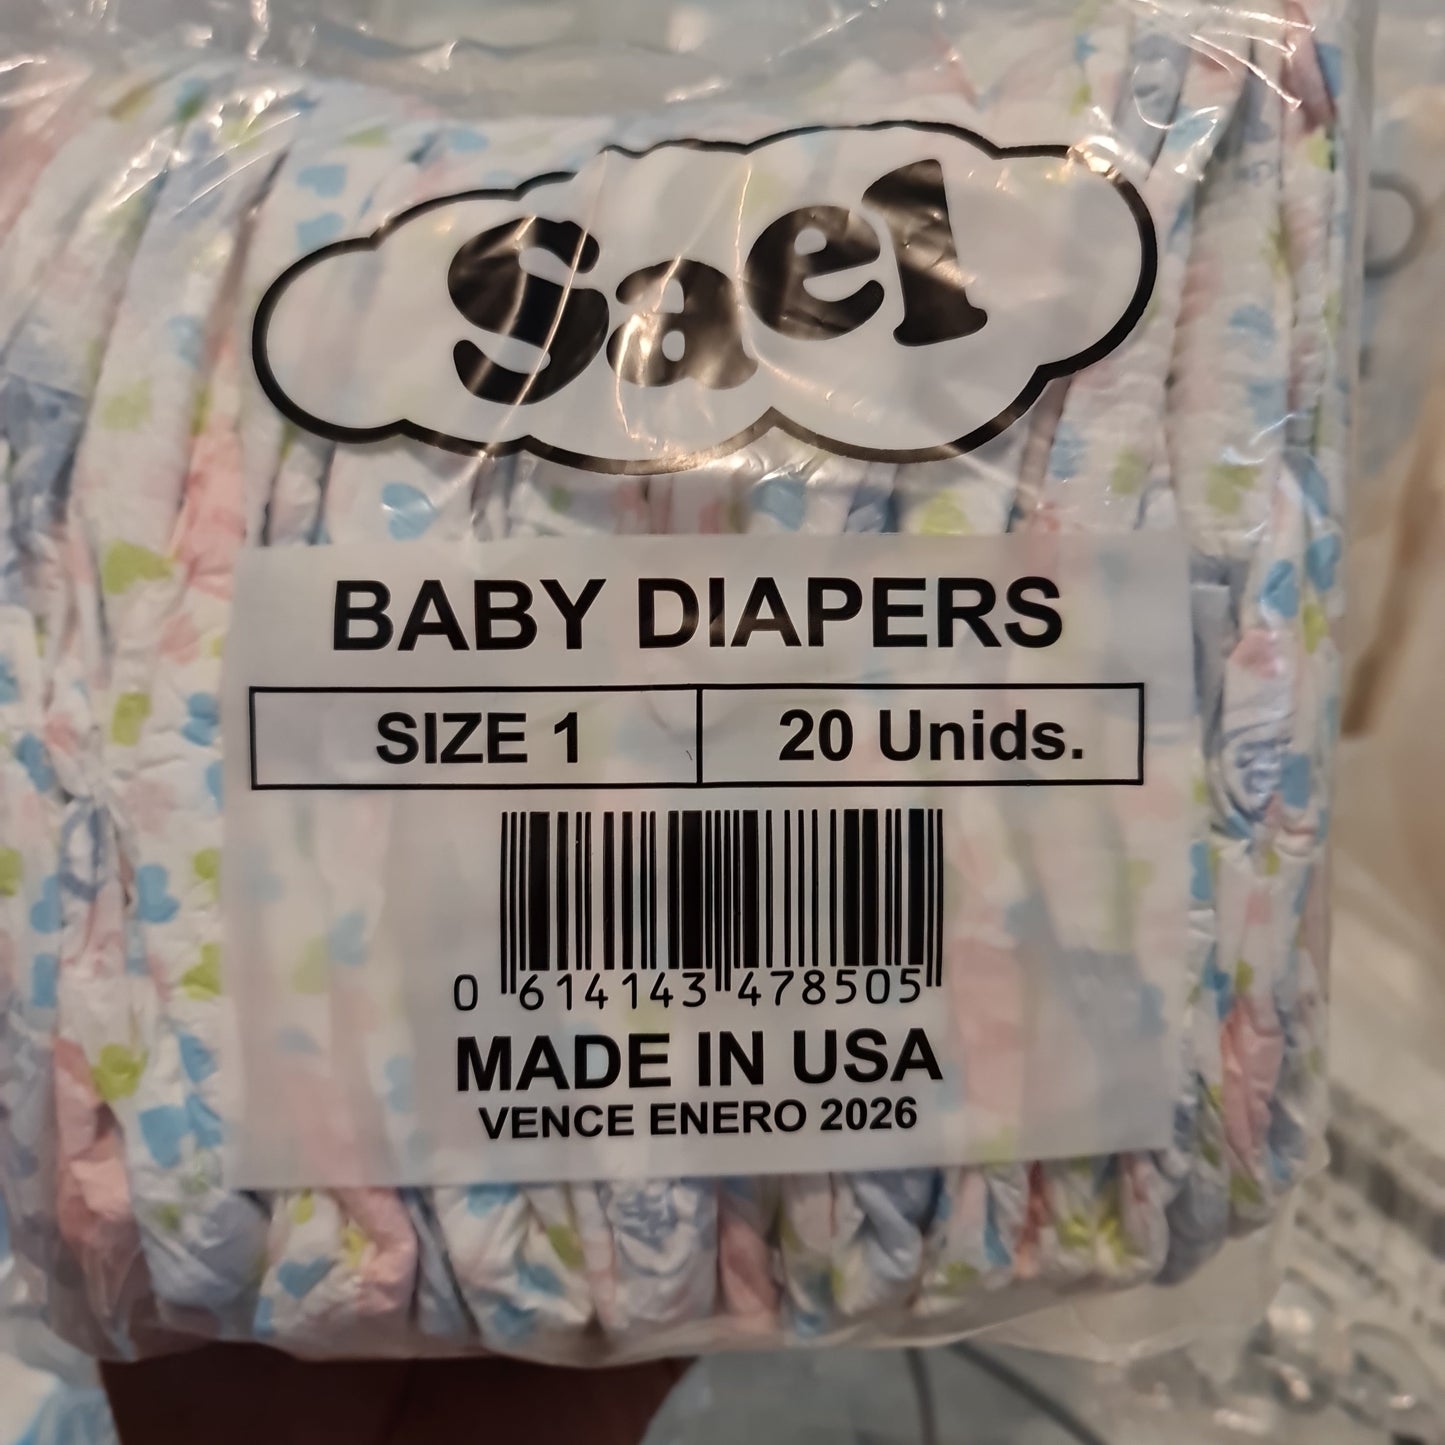 Sael
BABY DIAPERS
SIZE 1
20 Unids.
0 614143 478505
MADE IN USA
VENCE ENERO 2026